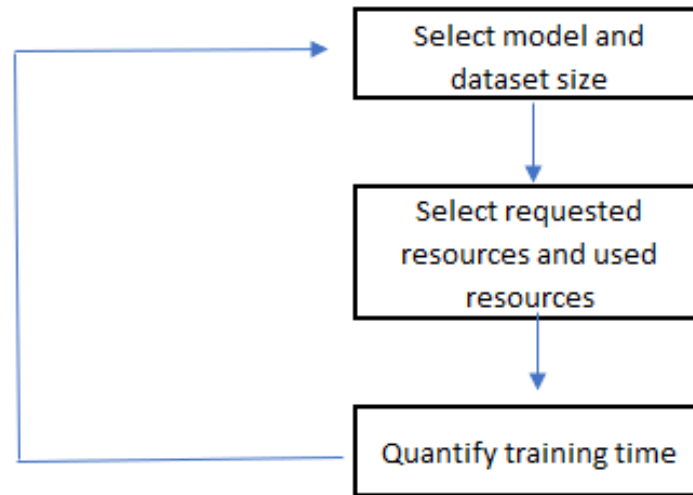 Select model and
dataset size
Select requested
resources and used
resources
Quantify training time